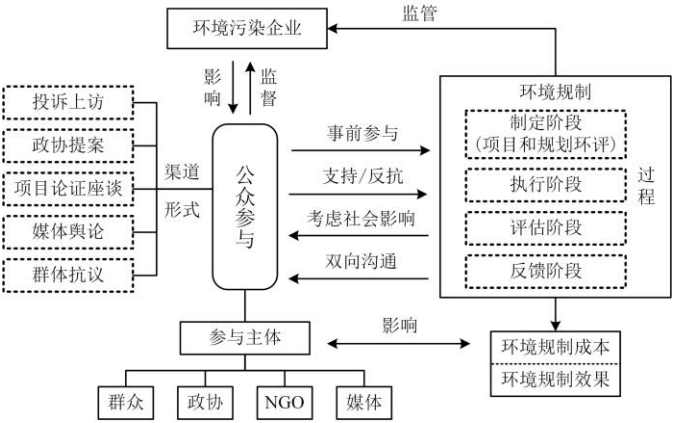 环境污染企业
监管
影响
监督
投诉上访
政协提案
项目论证座谈
媒体舆论
群体抗议
渠道
形式
公众参与
事前参与
支持/反抗
考虑社会影响
双向沟通
环境规制
制定阶段
(项目和规划环评)
执行阶段
评估阶段
反馈阶段
过程
参与主体
影响
环境规制成本
环境规制效果
群众
政协
NGO
媒体